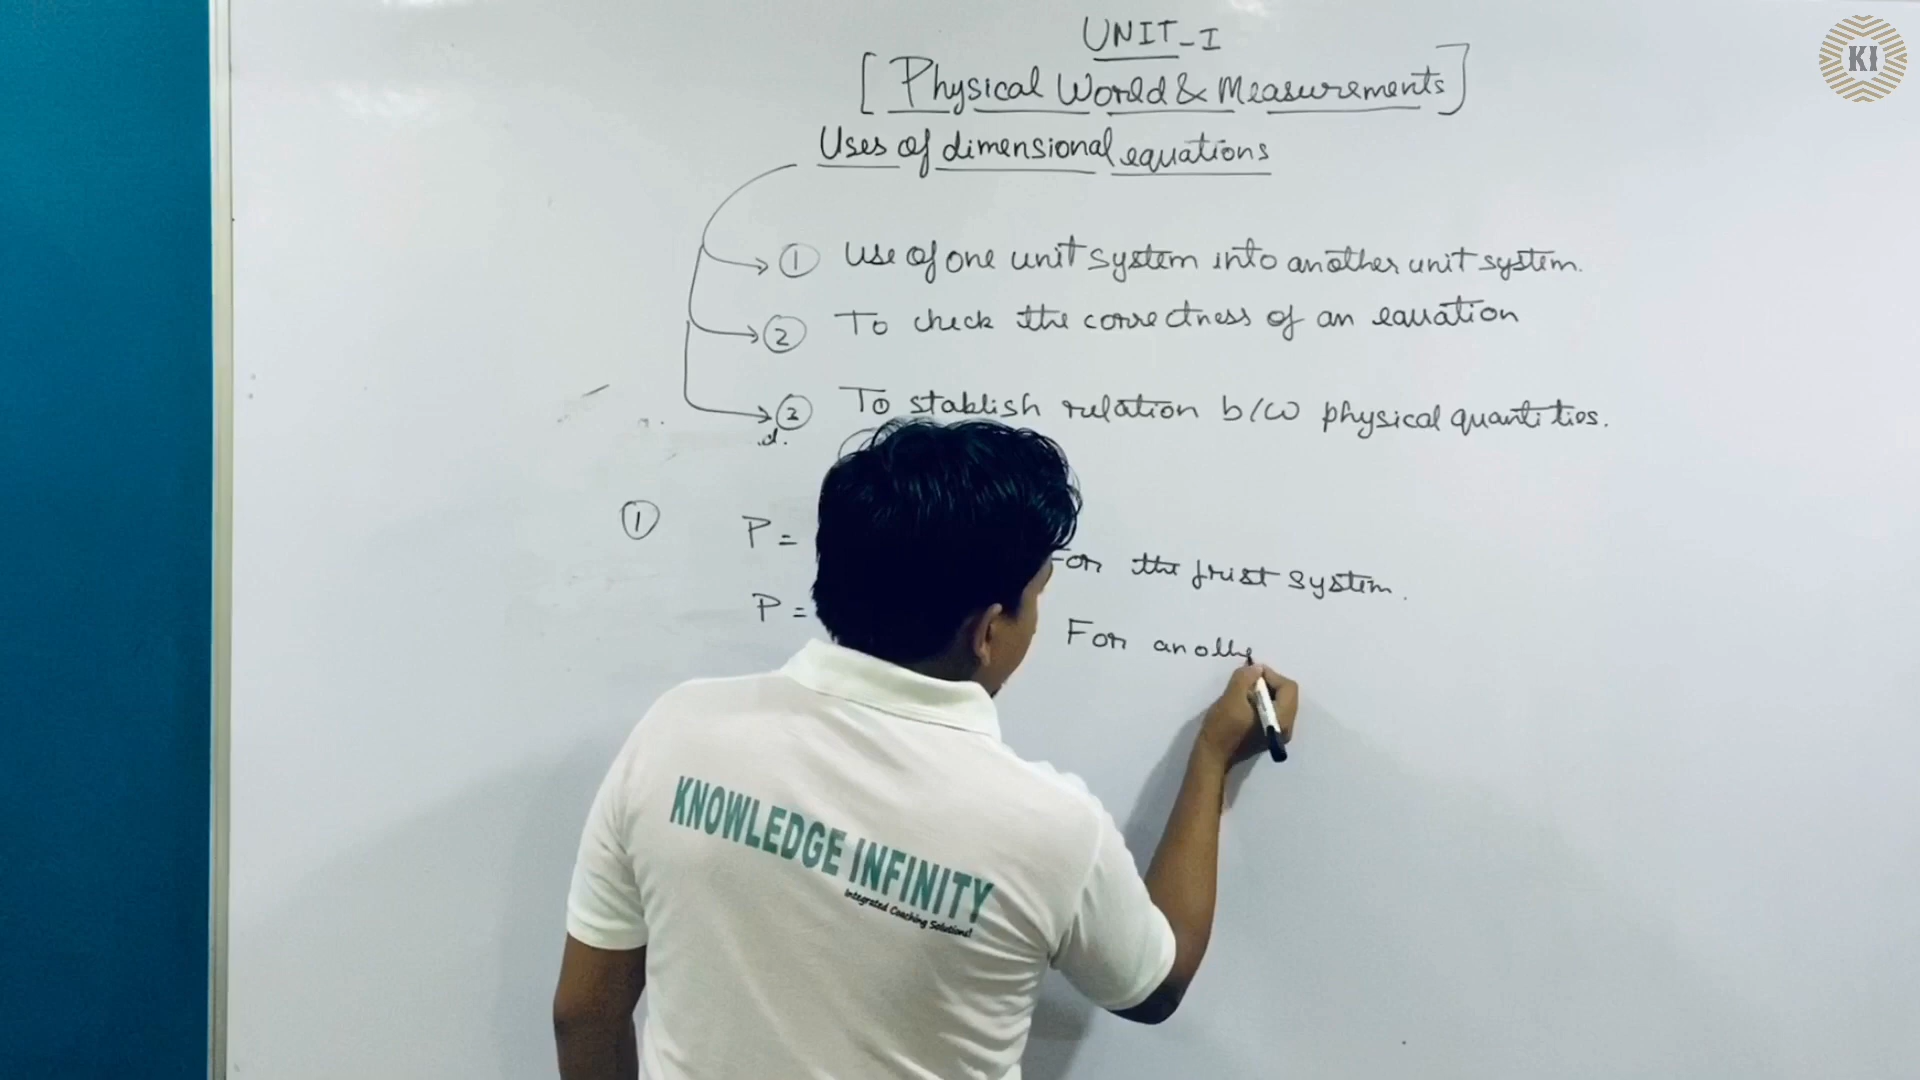 UNIT-I
[Physical World & Measurements]
KI
Uses of dimensional equations
1 Use of one unit system into another unit system.
2 To check the correctness of an eauation
3 To stablish relation b/w physical quantities.
d.
1 P = For the frist system.
P = For anothe
KNOWLEDGE INFINITY
Integrated Coaching Solutions!